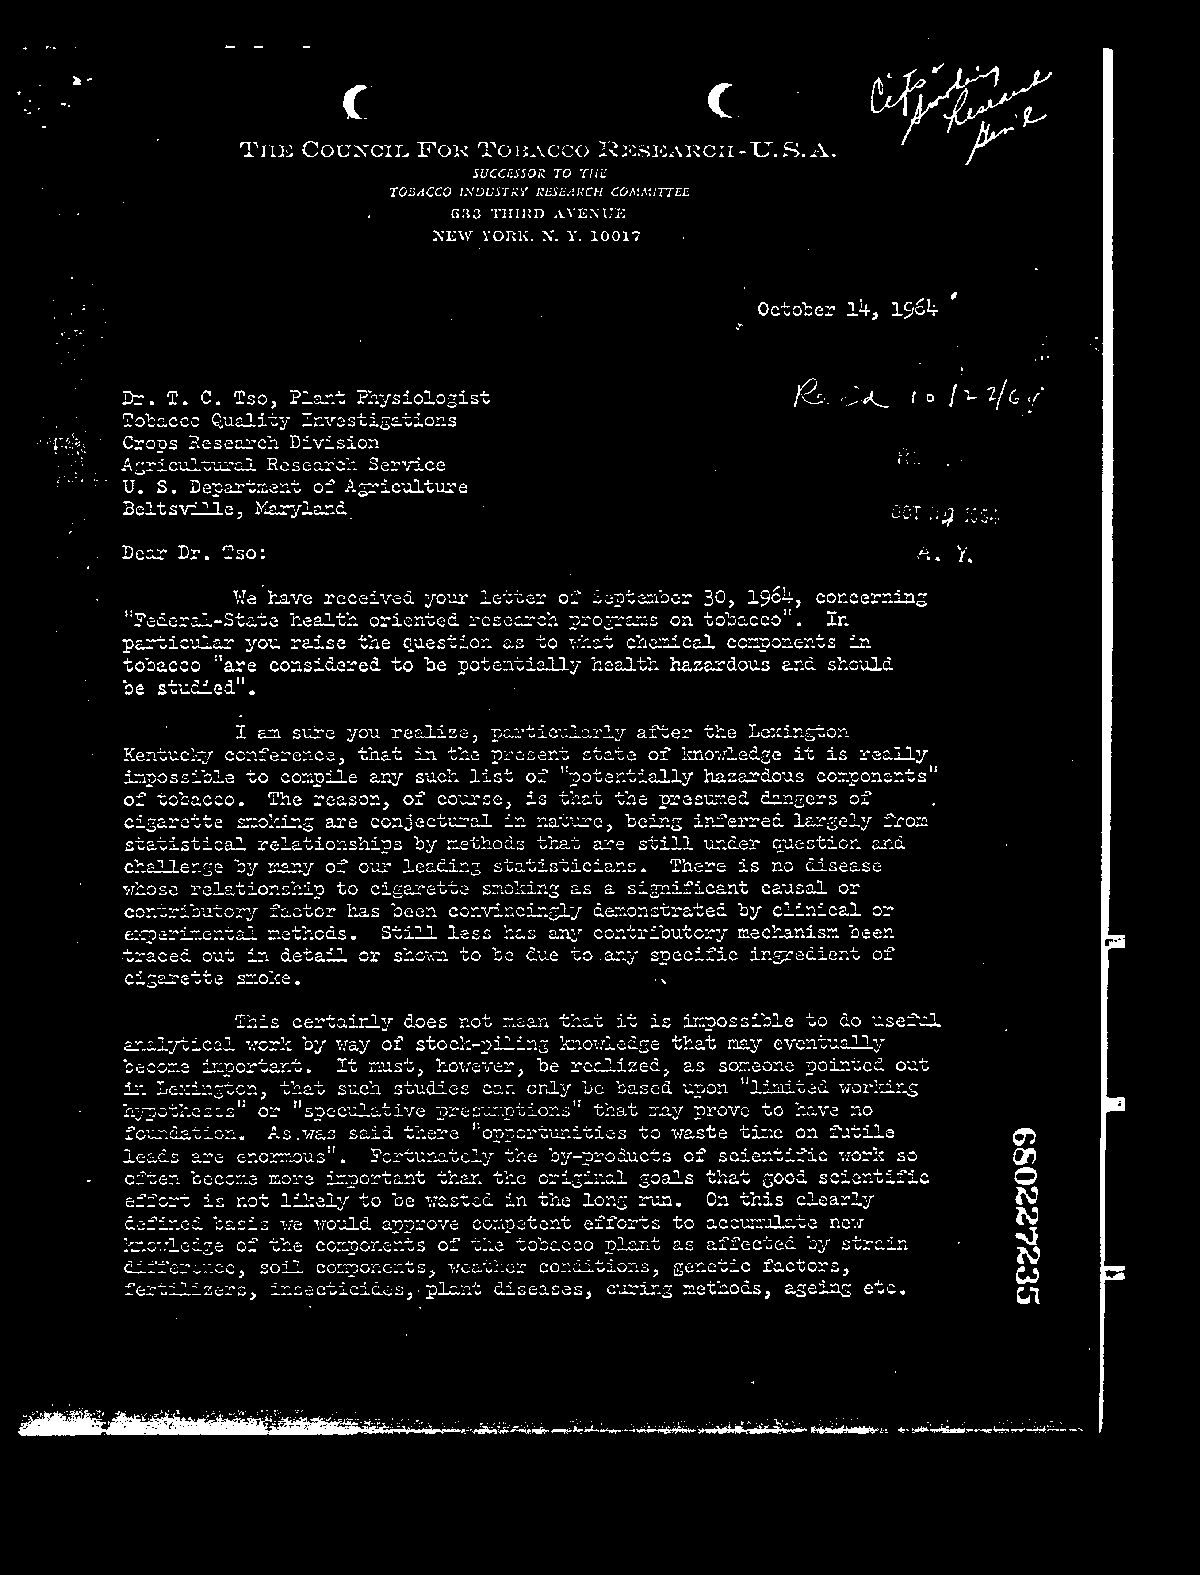 Research
Gen'l
THE COUNCIL FOR TOBACCO RESEARCH-U.S.A.
SUCCESSOR TO THE
TOBACCO INDUSTRY RESEARCH COMMITTEE
633 THIRD AVENUE
NEW YORK, N. Y. 10017
October 14, 1964
Dr. T. C. Tso, Plant Physiologist
Tobacco Quality Investigations
Crops Research Division
Agricultural Research Service
U. S. Department of Agriculture
Beltsville, Maryland
Rec'd 10/22/64
A. Y.
Dear Dr. Tso:
We have received your letter of September 30, 1964, concerning
"Federal-State health oriented research programs on tobacco". In
particular you raise the question as to what chemical components in
tobacco "are considered to be potentially health hazardous and should
be studied".
I am sure you realize, particularly after the Lexington
Kentucky conference, that in the present state of knowledge it is really
impossible to compile any such list of "potentially hazardous components"
of tobacco. The reason, of course, is that the presumed dangers of
cigarette smoking are conjectural in nature, being inferred largely from
statistical relationships by methods that are still under question and
challenge by many of our leading statisticians. There is no disease
whose relationship to cigarette smoking as a significant causal or
contributory factor has been convincingly demonstrated by clinical or
experimental methods. Still less has any contributory mechanism been
traced out in detail or shown to be due to any specific ingredient of
cigarette smoke.
This certainly does not mean that it is impossible to do useful
analytical work by way of stock-piling knowledge that may eventually
become important. It must, however, be realized, as someone pointed out
in Lexington, that such studies can only be based upon "limited working
hypothesis" or "speculative presumptions" that may prove to have no
foundation. As was said there "opportunities to waste time on futile
leads are enormous". Fortunately the by-products of scientific work so
often become more important than the original goals that good scientific
effort is not likely to be wasted in the long run. On this clearly
defined basis we would approve competent efforts to accumulate new
knowledge of the components of the tobacco plant as affected by strain
difference, soil components, weather conditions, genetic factors,
fertilizers, insecticides, plant diseases, curing methods, ageing etc.
680227235